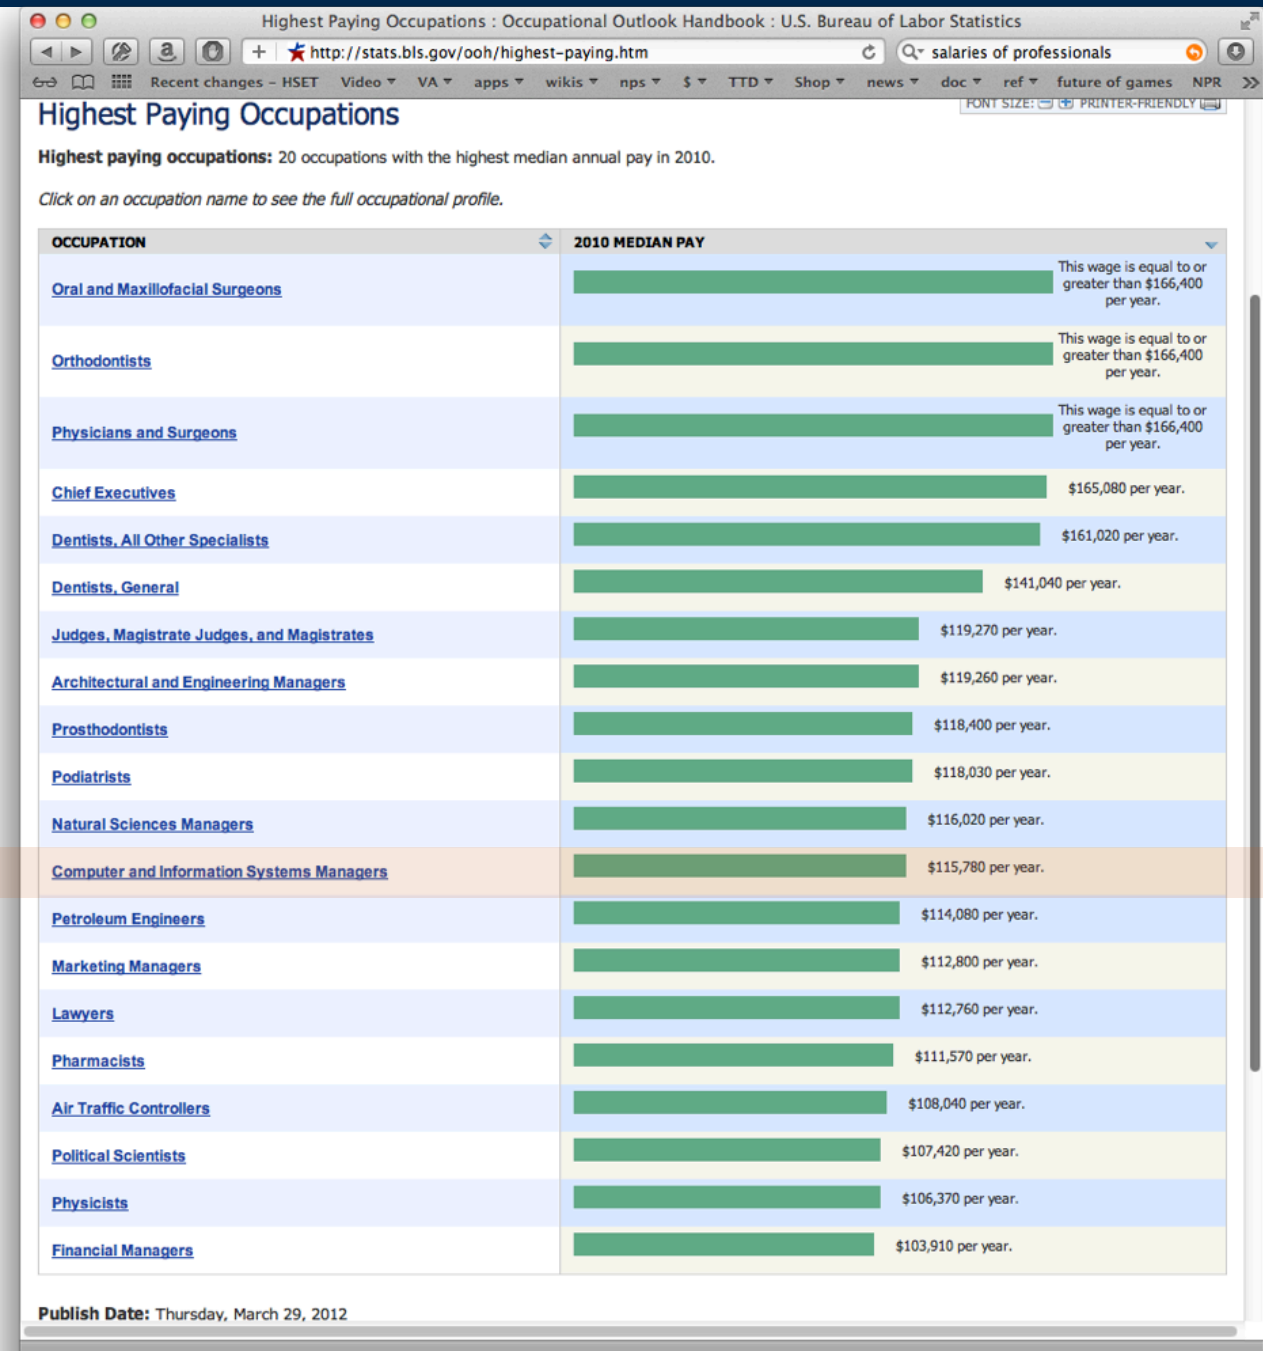 Highest Paying Occupations : Occupational Outlook Handbook : U.S. Bureau of Labor Statistics
http://stats.bls.gov/ooh/highest-paying.htm salaries of professionals
Recent changes – HSET Video VA apps wikis nps $ TTD Shop news doc ref future of games NPR
Highest Paying Occupations
FONT SIZE: PRINTER-FRIENDLY
Highest paying occupations: 20 occupations with the highest median annual pay in 2010.
Click on an occupation name to see the full occupational profile.
OCCUPATION 2010 MEDIAN PAY
Oral and Maxillofacial Surgeons
This wage is equal to or
greater than $166,400
per year.
Orthodontists
This wage is equal to or
greater than $166,400
per year.
Physicians and Surgeons
This wage is equal to or
greater than $166,400
per year.
Chief Executives $165,080 per year.
Dentists, All Other Specialists $161,020 per year.
Dentists, General $141,040 per year.
Judges, Magistrate Judges, and Magistrates $119,270 per year.
Architectural and Engineering Managers $119,260 per year.
Prosthodontists $118,400 per year.
Podiatrists $118,030 per year.
Natural Sciences Managers $116,020 per year.
Computer and Information Systems Managers $115,780 per year.
Petroleum Engineers $114,080 per year.
Marketing Managers $112,800 per year.
Lawyers $112,760 per year.
Pharmacists $111,570 per year.
Air Traffic Controllers $108,040 per year.
Political Scientists $107,420 per year.
Physicists $106,370 per year.
Financial Managers $103,910 per year.
Publish Date: Thursday, March 29, 2012